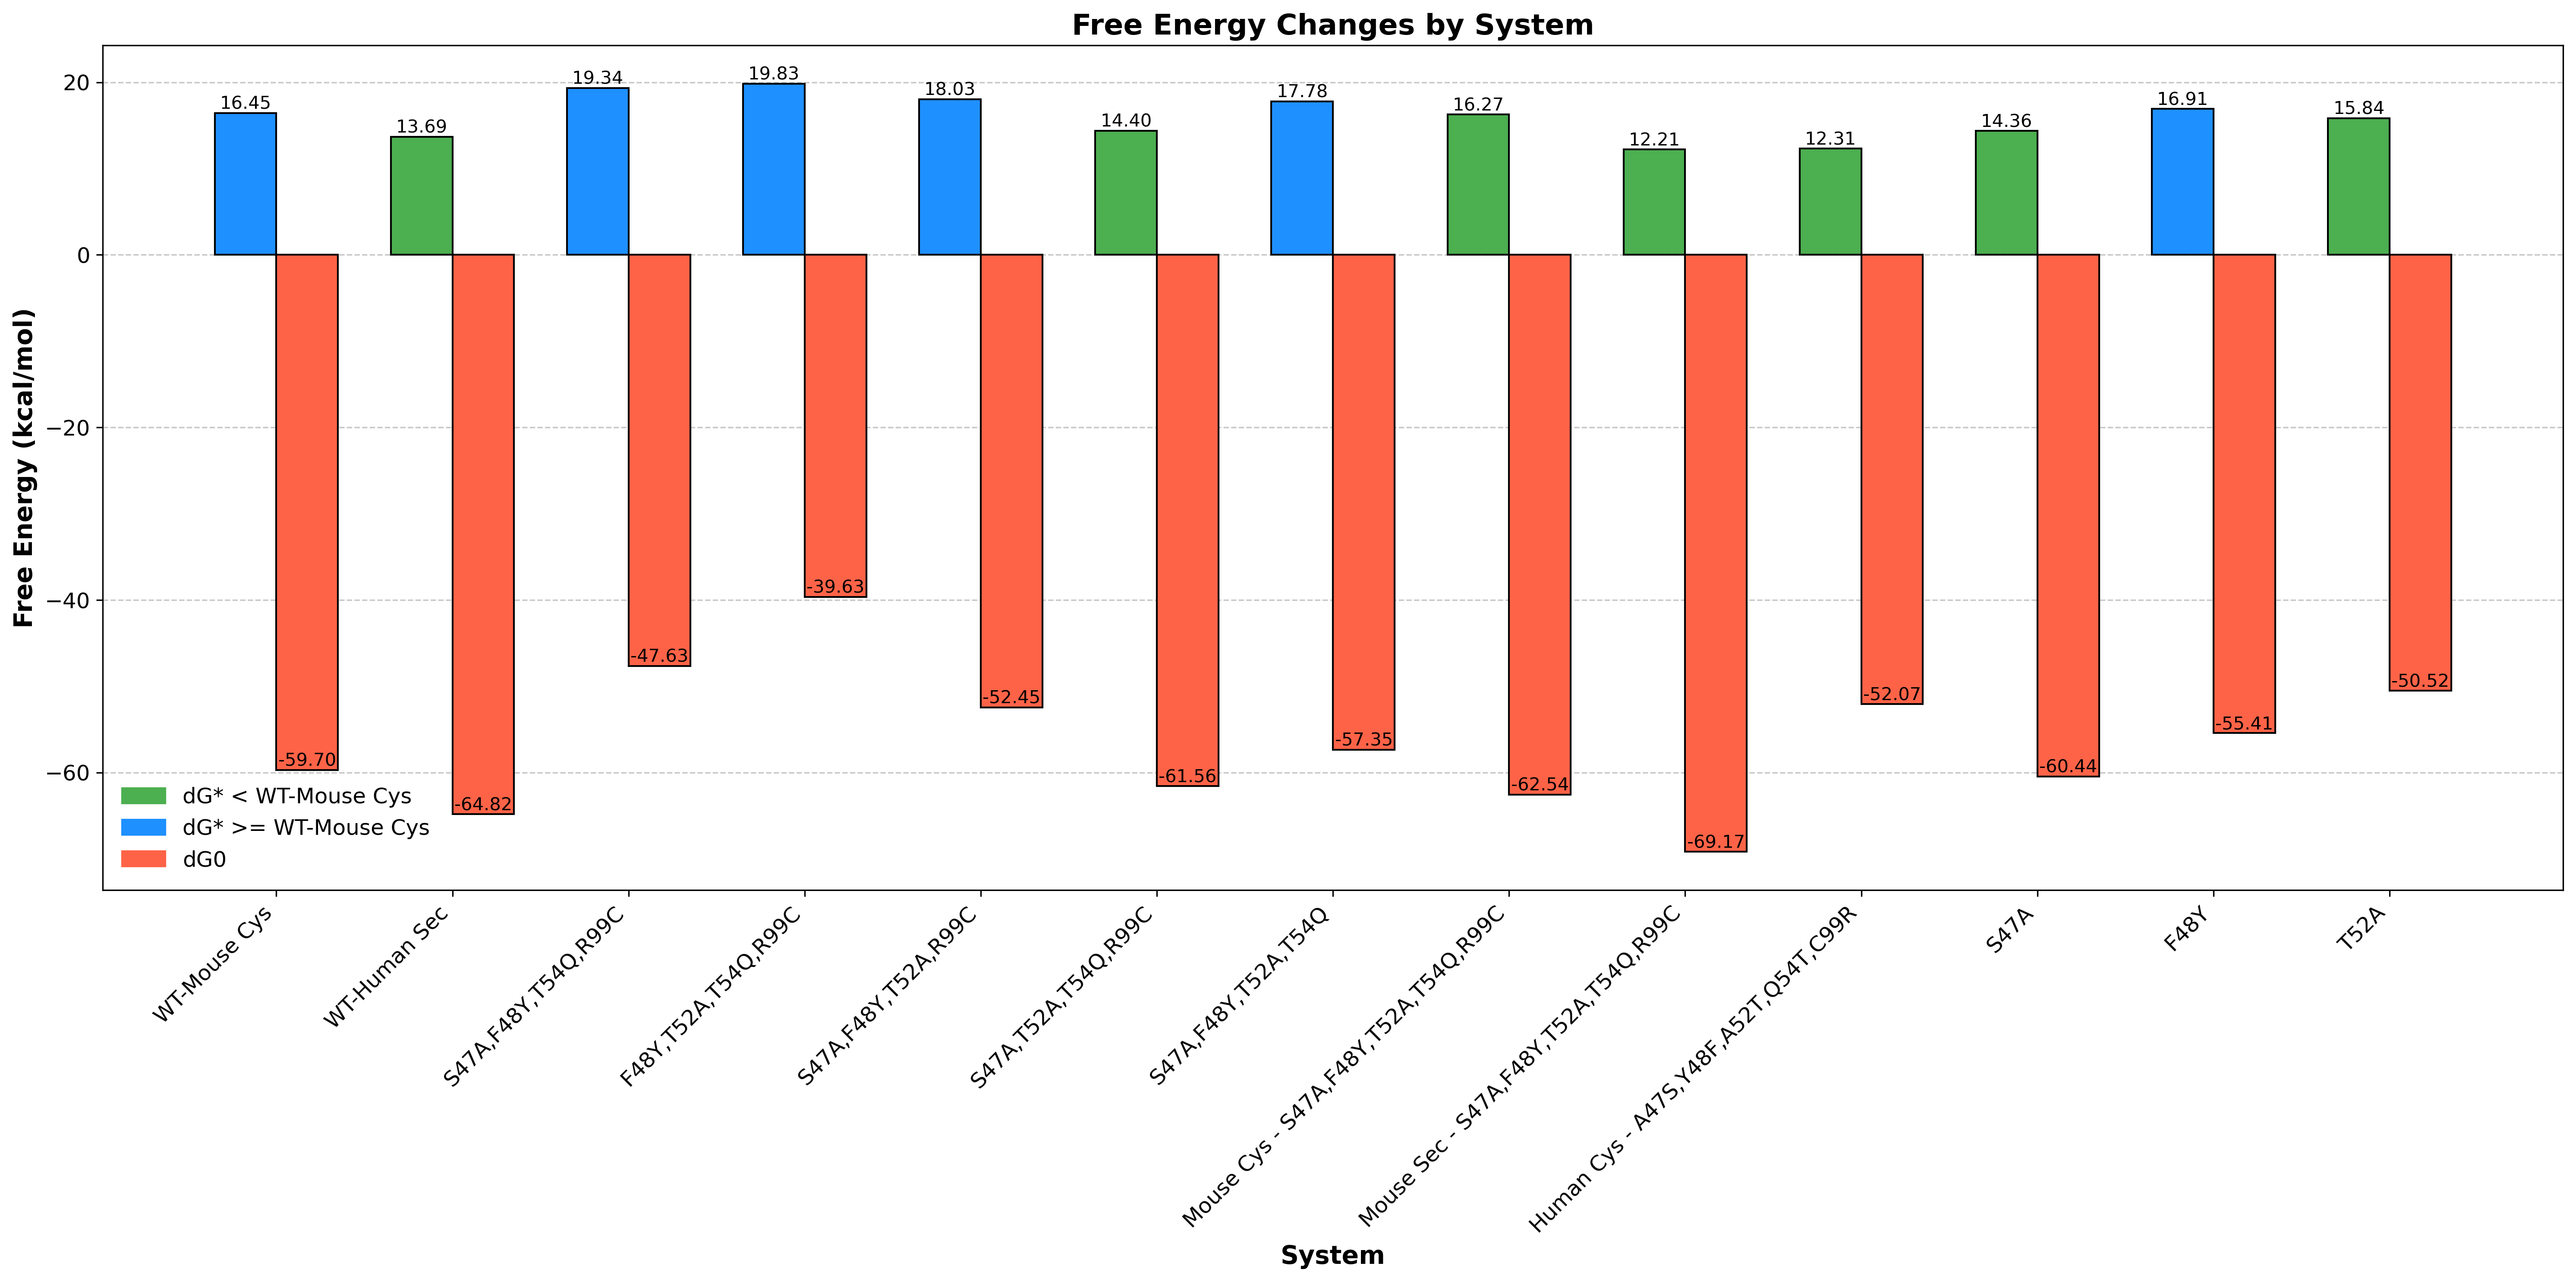 Free Energy Changes by System
Free Energy (kcal/mol)
20
0
−20
−40
−60
16.45
13.69
19.34
19.83
18.03
14.40
17.78
16.27
12.21
12.31
14.36
16.91
15.84
-59.70
-64.82
-47.63
-39.63
-52.45
-61.56
-57.35
-62.54
-69.17
-52.07
-60.44
-55.41
-50.52
dG* < WT-Mouse Cys
dG* >= WT-Mouse Cys
dG0
WT-Mouse Cys
WT-Human Sec
S47A,F48Y,T54Q,R99C
F48Y,T52A,T54Q,R99C
S47A,F48Y,T52A,R99C
S47A,T52A,T54Q,R99C
S47A,F48Y,T52A,T54Q
Mouse Cys - S47A,F48Y,T52A,T54Q,R99C
Mouse Sec - S47A,F48Y,T52A,T54Q,R99C
Human Cys - A47S,Y48F,A52T,Q54T,C99R
S47A
F48Y
T52A
System